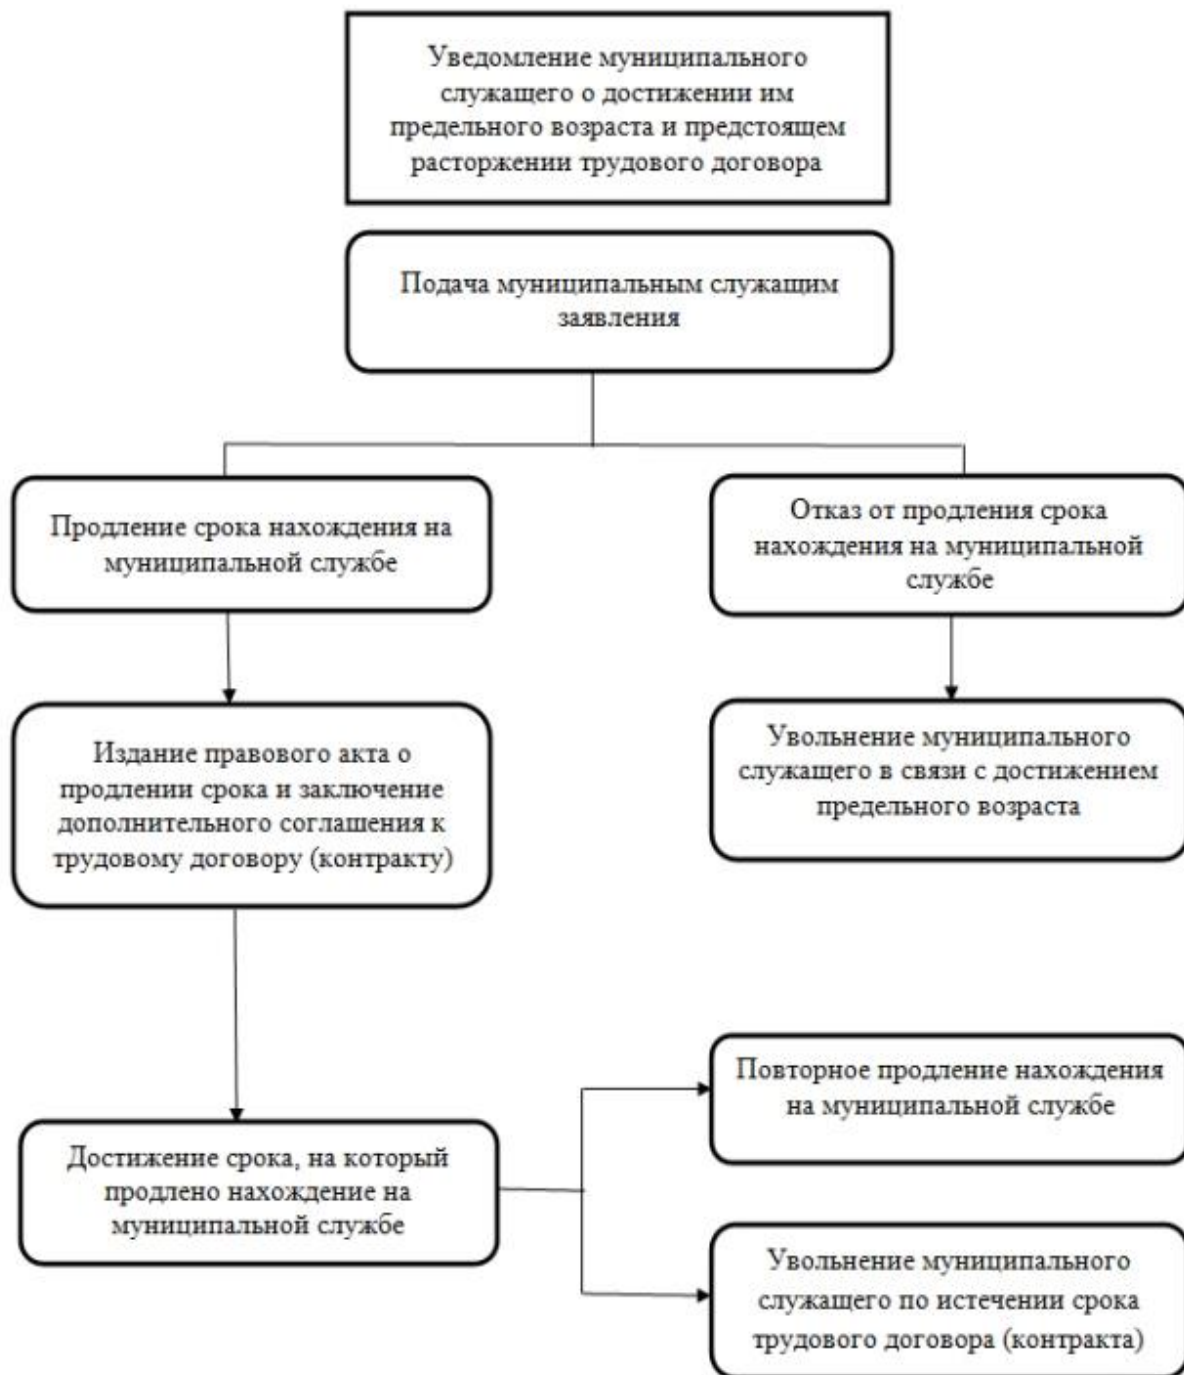 Уведомление муниципального
служащего о достижении им
предельного возраста и предстоящем
расторжении трудового договора
Подача муниципальным служащим
заявления
Продление срока нахождения на
муниципальной службе
Отказ от продления срока
нахождения на муниципальной
службе
Издание правового акта о
продлении срока и заключение
дополнительного соглашения к
трудовому договору (контракту)
Увольнение муниципального
служащего в связи с достижением
предельного возраста
Достижение срока, на который
продлено нахождение на
муниципальной службе
Повторное продление нахождения
на муниципальной службе
Увольнение муниципального
служащего по истечении срока
трудового договора (контракта)